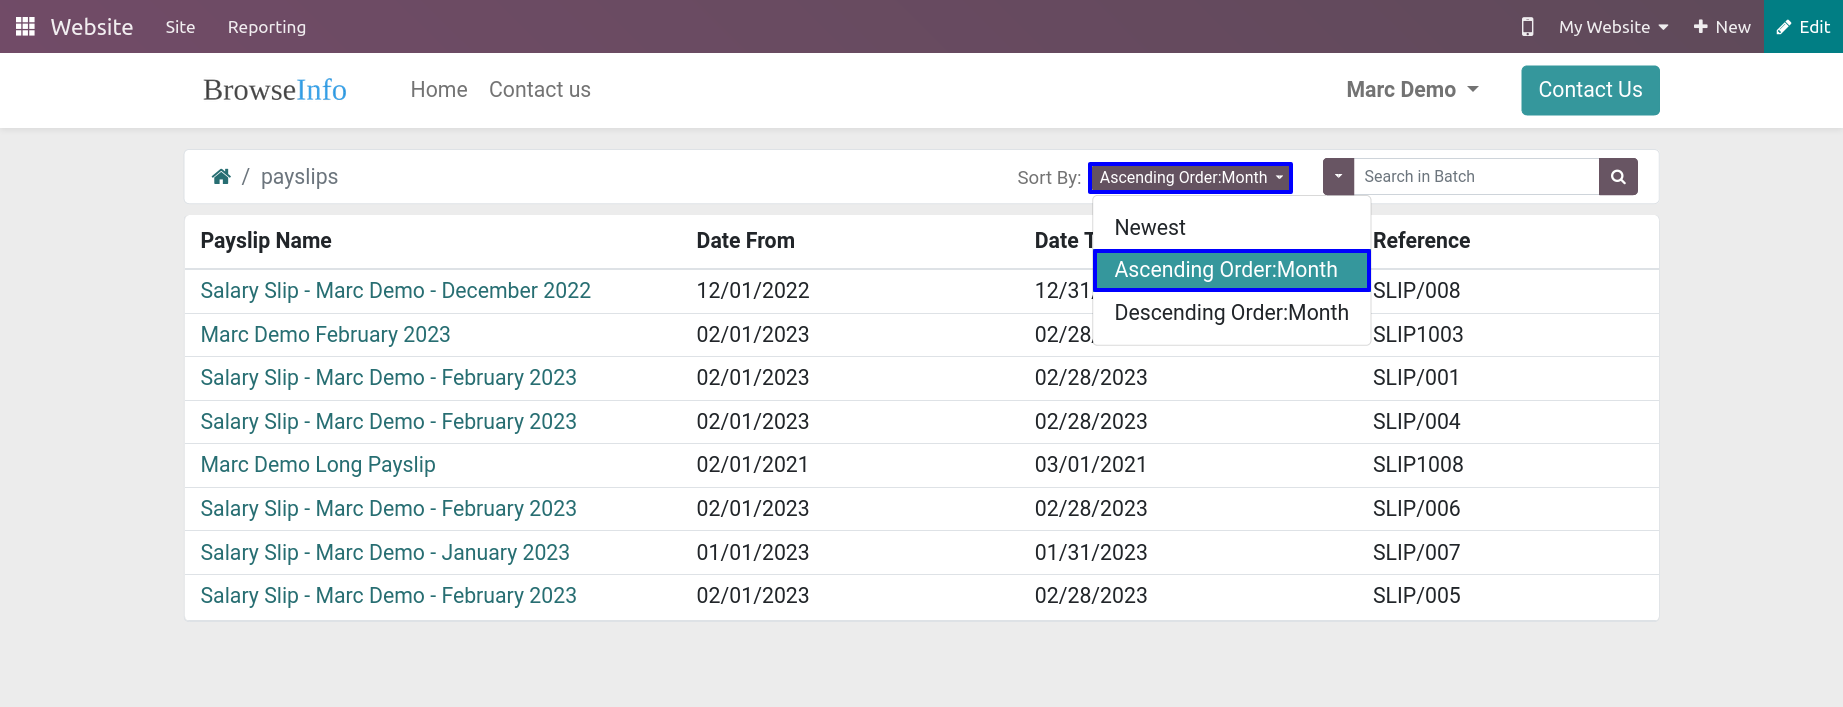 Website Site Reporting My Website New Edit
BrowseInfo Home Contact us Marc Demo Contact Us
/ payslips Sort By: Ascending Order:Month Search in Batch
Newest
Ascending Order:Month
Descending Order:Month
Payslip Name Date From Date T Reference
Salary Slip - Marc Demo - December 2022 12/01/2022 12/31 SLIP/008
Marc Demo February 2023 02/01/2023 02/28 SLIP1003
Salary Slip - Marc Demo - February 2023 02/01/2023 02/28/2023 SLIP/001
Salary Slip - Marc Demo - February 2023 02/01/2023 02/28/2023 SLIP/004
Marc Demo Long Payslip 02/01/2021 03/01/2021 SLIP1008
Salary Slip - Marc Demo - February 2023 02/01/2023 02/28/2023 SLIP/006
Salary Slip - Marc Demo - January 2023 01/01/2023 01/31/2023 SLIP/007
Salary Slip - Marc Demo - February 2023 02/01/2023 02/28/2023 SLIP/005